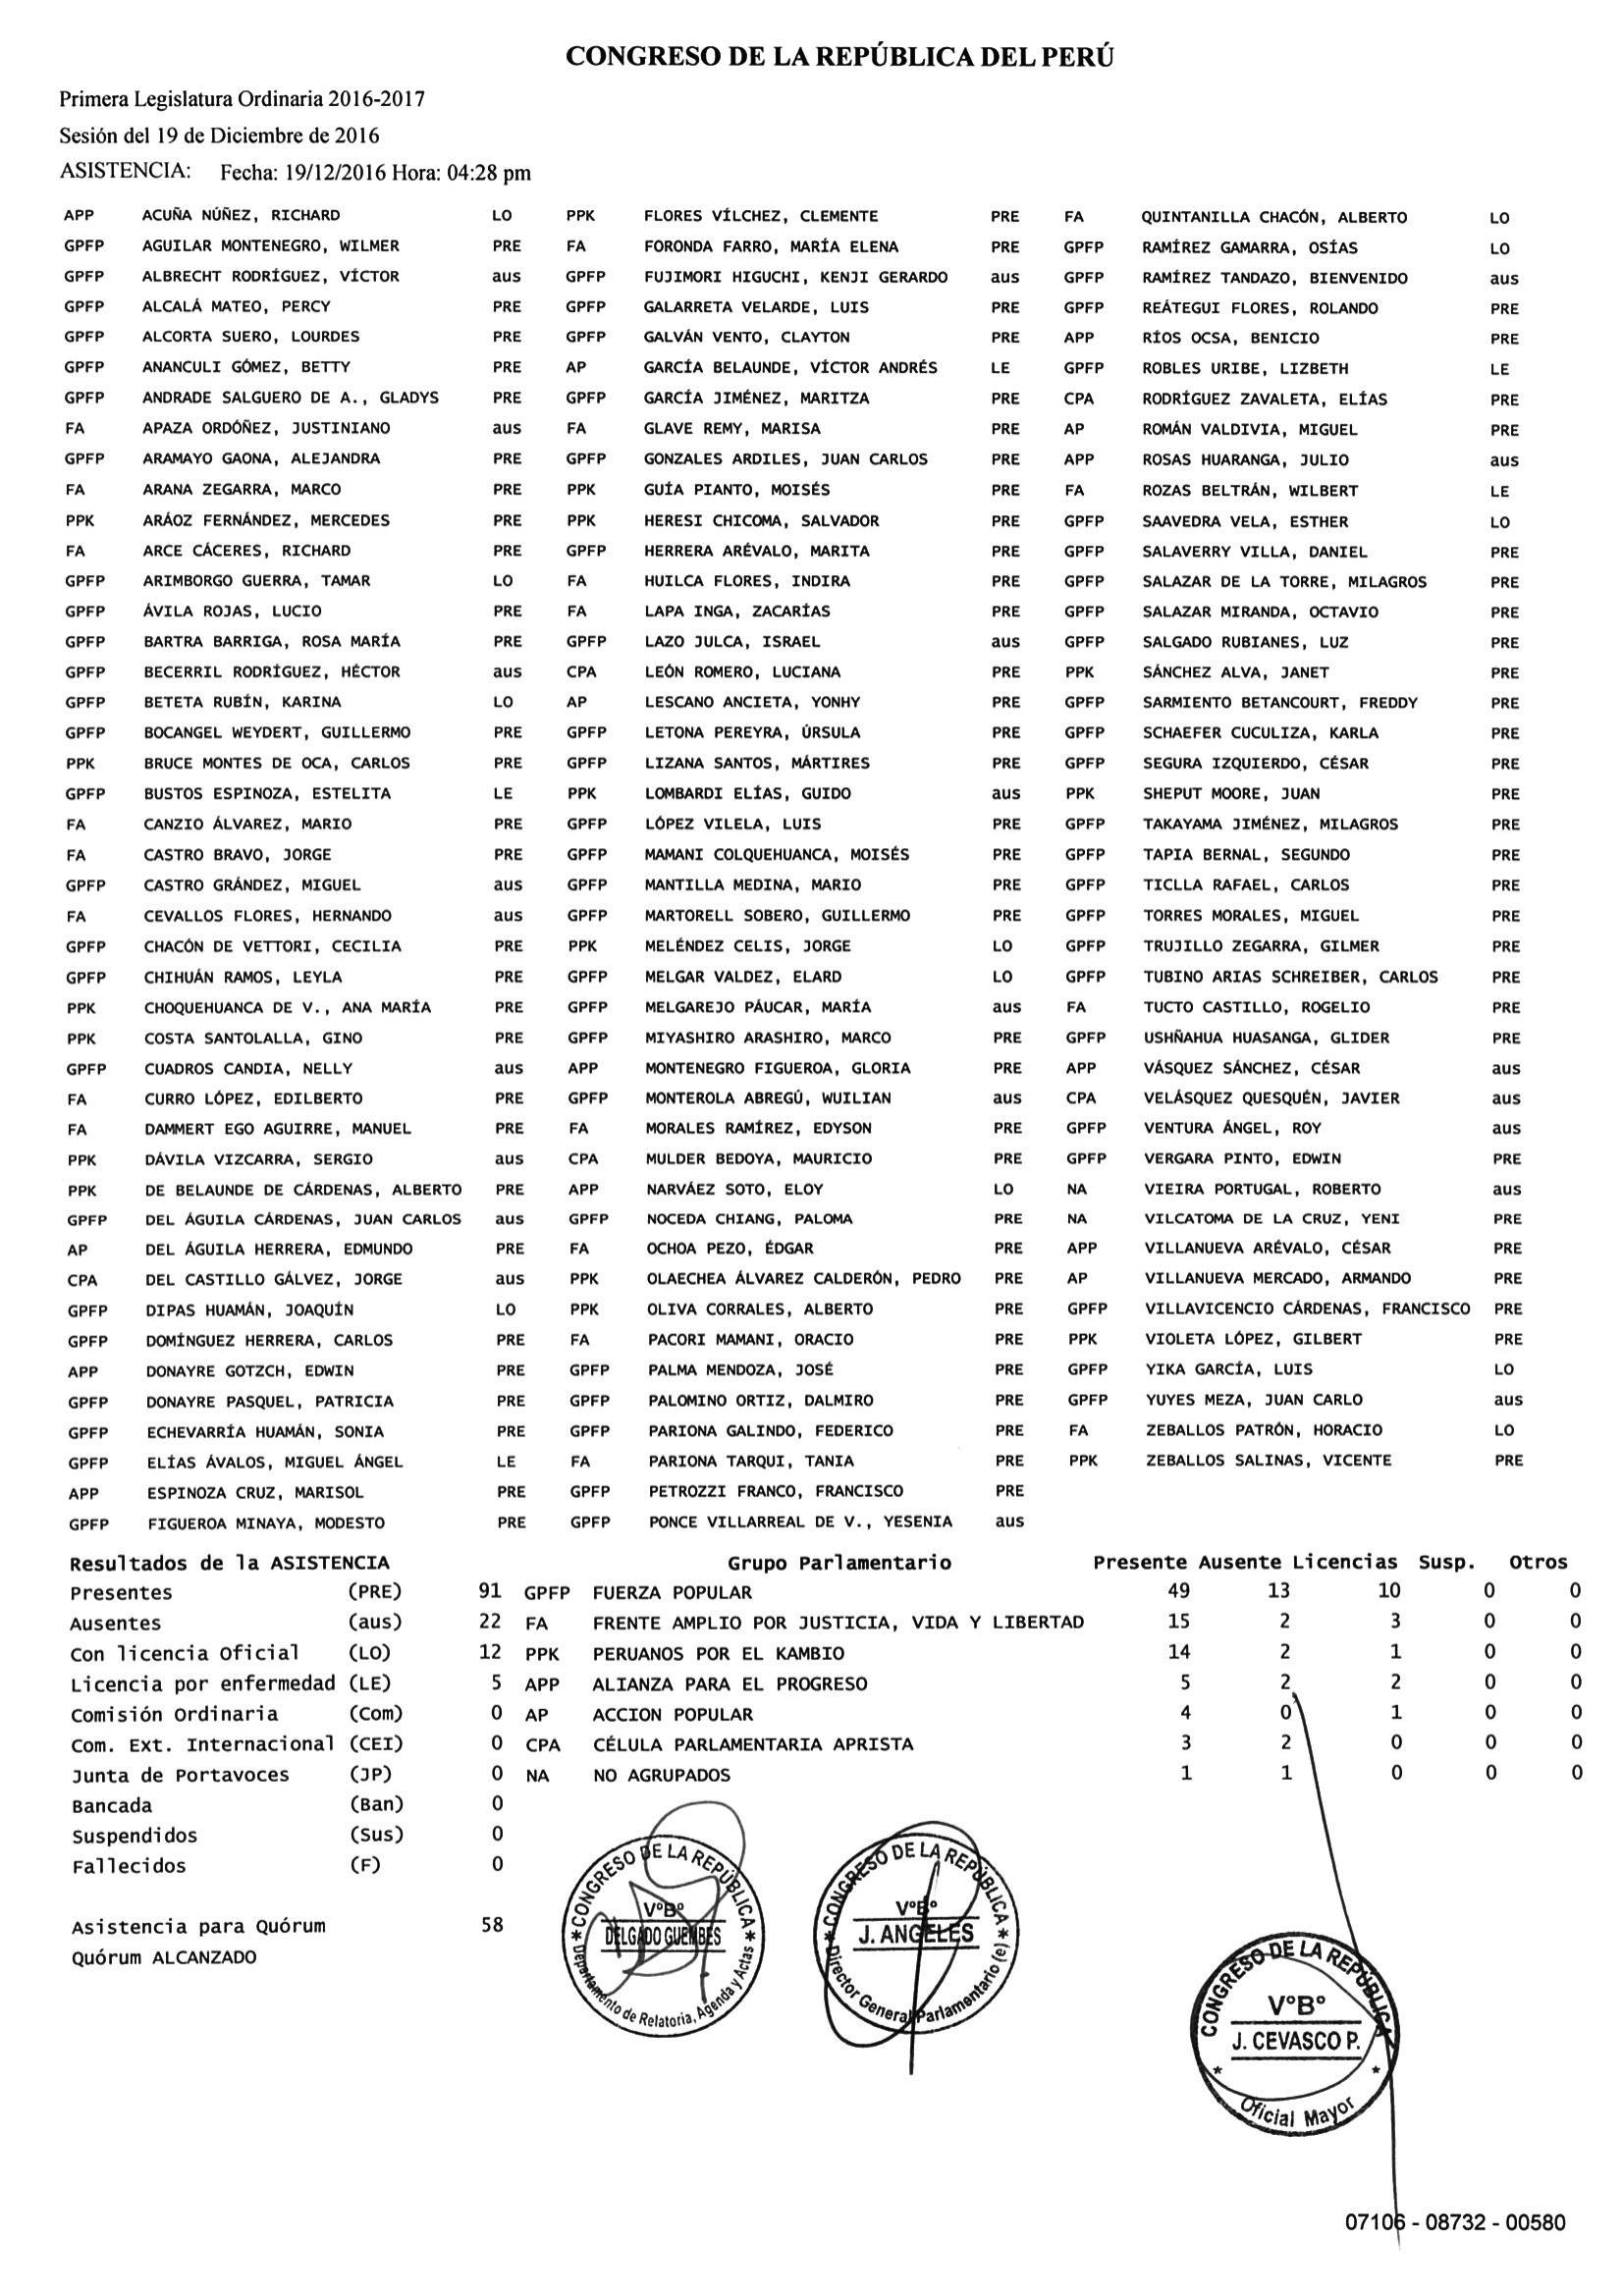 CONGRESO DE LA REPÚBLICA DEL PERÚ
Primera Legislatura Ordinaria 2016-2017
Sesión del 19 de Diciembre de 2016
ASISTENCIA: Fecha: 19/12/2016 Hora: 04:28 pm
APP ACUÑA NÚÑEZ, RICHARD LO PPK FLORES VÍLCHEZ, CLEMENTE PRE FA QUINTANILLA CHACÓN, ALBERTO LO
GPFP AGUILAR MONTENEGRO, WILMER PRE FA FORONDA FARRO, MARÍA ELENA PRE GPFP RAMÍREZ GAMARRA, OSÍAS LO
GPFP ALBRECHT RODRÍGUEZ, VÍCTOR aus GPFP FUJIMORI HIGUCHI, KENJI GERARDO aus GPFP RAMÍREZ TANDAZO, BIENVENIDO aus
GPFP ALCALÁ MATEO, PERCY PRE GPFP GALARRETA VELARDE, LUIS PRE GPFP REÁTEGUI FLORES, ROLANDO PRE
GPFP ALCORTA SUERO, LOURDES PRE GPFP GALVÁN VENTO, CLAYTON PRE APP RÍOS OCSA, BENICIO PRE
GPFP ANANCULI GÓMEZ, BETTY PRE AP GARCÍA BELAUNDE, VÍCTOR ANDRÉS LE GPFP ROBLES URIBE, LIZBETH LE
GPFP ANDRADE SALGUERO DE A., GLADYS PRE GPFP GARCÍA JIMÉNEZ, MARITZA PRE CPA RODRÍGUEZ ZAVALETA, ELÍAS PRE
FA APAZA ORDÓÑEZ, JUSTINIANO aus FA GLAVE REMY, MARISA PRE AP ROMÁN VALDIVIA, MIGUEL PRE
GPFP ARAMAYO GAONA, ALEJANDRA PRE GPFP GONZALES ARDILES, JUAN CARLOS PRE APP ROSAS HUARANGA, JULIO aus
FA ARANA ZEGARRA, MARCO PRE PPK GUÍA PIANTO, MOISÉS PRE FA ROZAS BELTRÁN, WILBERT LE
PPK ARÁOZ FERNÁNDEZ, MERCEDES PRE PPK HERESI CHICOMA, SALVADOR PRE GPFP SAAVEDRA VELA, ESTHER LO
FA ARCE CÁCERES, RICHARD PRE GPFP HERRERA ARÉVALO, MARITA PRE GPFP SALAVERRY VILLA, DANIEL PRE
GPFP ARIMBORGO GUERRA, TAMAR LO FA HUILCA FLORES, INDIRA PRE GPFP SALAZAR DE LA TORRE, MILAGROS PRE
GPFP ÁVILA ROJAS, LUCIO PRE FA LAPA INGA, ZACARÍAS PRE GPFP SALAZAR MIRANDA, OCTAVIO PRE
GPFP BARTRA BARRIGA, ROSA MARÍA PRE GPFP LAZO JULCA, ISRAEL aus GPFP SALGADO RUBIANES, LUZ PRE
GPFP BECERRIL RODRÍGUEZ, HÉCTOR aus CPA LEÓN ROMERO, LUCIANA PRE PPK SÁNCHEZ ALVA, JANET PRE
GPFP BETETA RUBÍN, KARINA LO AP LESCANO ANCIETA, YONHY PRE GPFP SARMIENTO BETANCOURT, FREDDY PRE
GPFP BOCANGEL WEYDERT, GUILLERMO PRE GPFP LETONA PEREYRA, ÚRSULA PRE GPFP SCHAEFER CUCULIZA, KARLA PRE
PPK BRUCE MONTES DE OCA, CARLOS PRE GPFP LIZANA SANTOS, MÁRTIRES PRE GPFP SEGURA IZQUIERDO, CÉSAR PRE
GPFP BUSTOS ESPINOZA, ESTELITA LE PPK LOMBARDI ELÍAS, GUIDO aus PPK SHEPUT MOORE, JUAN PRE
FA CANZIO ÁLVAREZ, MARIO PRE GPFP LÓPEZ VILELA, LUIS PRE GPFP TAKAYAMA JIMÉNEZ, MILAGROS PRE
FA CASTRO BRAVO, JORGE PRE GPFP MAMANI COLQUEHUANCA, MOISÉS PRE GPFP TAPIA BERNAL, SEGUNDO PRE
GPFP CASTRO GRÁNDEZ, MIGUEL aus GPFP MANTILLA MEDINA, MARIO PRE GPFP TICLLA RAFAEL, CARLOS PRE
FA CEVALLOS FLORES, HERNANDO aus GPFP MARTORELL SOBERO, GUILLERMO PRE GPFP TORRES MORALES, MIGUEL PRE
GPFP CHACÓN DE VETTORI, CECILIA PRE PPK MELÉNDEZ CELIS, JORGE LO GPFP TRUJILLO ZEGARRA, GILMER PRE
GPFP CHIHUÁN RAMOS, LEYLA PRE GPFP MELGAR VALDEZ, ELARD LO GPFP TUBINO ARIAS SCHREIBER, CARLOS PRE
PPK CHOQUEHUANCA DE V., ANA MARÍA PRE GPFP MELGAREJO PÁUCAR, MARÍA aus FA TUCTO CASTILLO, ROGELIO PRE
PPK COSTA SANTOLALLA, GINO PRE GPFP MIYASHIRO ARASHIRO, MARCO PRE GPFP USHÑAHUA HUASANGA, GLIDER PRE
GPFP CUADROS CANDIA, NELLY aus APP MONTENEGRO FIGUEROA, GLORIA PRE APP VÁSQUEZ SÁNCHEZ, CÉSAR aus
FA CURRO LÓPEZ, EDILBERTO PRE GPFP MONTEROLA ABREGÚ, WUILIAN aus CPA VELÁSQUEZ QUESQUÉN, JAVIER aus
FA DAMMERT EGO AGUIRRE, MANUEL PRE FA MORALES RAMÍREZ, EDYSON PRE GPFP VENTURA ÁNGEL, ROY aus
PPK DÁVILA VIZCARRA, SERGIO aus CPA MULDER BEDOYA, MAURICIO PRE GPFP VERGARA PINTO, EDWIN PRE
PPK DE BELAUNDE DE CÁRDENAS, ALBERTO PRE APP NARVÁEZ SOTO, ELOY LO NA VIEIRA PORTUGAL, ROBERTO aus
GPFP DEL ÁGUILA CÁRDENAS, JUAN CARLOS aus GPFP NOCEDA CHIANG, PALOMA PRE NA VILCATOMA DE LA CRUZ, YENI PRE
AP DEL ÁGUILA HERRERA, EDMUNDO PRE FA OCHOA PEZO, ÉDGAR PRE APP VILLANUEVA ARÉVALO, CÉSAR PRE
CPA DEL CASTILLO GÁLVEZ, JORGE aus PPK OLAECHEA ÁLVAREZ CALDERÓN, PEDRO PRE AP VILLANUEVA MERCADO, ARMANDO PRE
GPFP DIPAS HUAMÁN, JOAQUÍN LO PPK OLIVA CORRALES, ALBERTO PRE GPFP VILLAVICENCIO CÁRDENAS, FRANCISCO PRE
GPFP DOMÍNGUEZ HERRERA, CARLOS PRE FA PACORI MAMANI, ORACIO PRE PPK VIOLETA LÓPEZ, GILBERT PRE
APP DONAYRE GOTZCH, EDWIN PRE GPFP PALMA MENDOZA, JOSÉ PRE GPFP YIKA GARCÍA, LUIS LO
GPFP DONAYRE PASQUEL, PATRICIA PRE GPFP PALOMINO ORTIZ, DALMIRO PRE GPFP YUYES MEZA, JUAN CARLO aus
GPFP ECHEVARRÍA HUAMÁN, SONIA PRE GPFP PARIONA GALINDO, FEDERICO PRE FA ZEBALLOS PATRÓN, HORACIO LO
GPFP ELÍAS ÁVALOS, MIGUEL ÁNGEL LE FA PARIONA TARQUI, TANIA PRE PPK ZEBALLOS SALINAS, VICENTE PRE
APP ESPINOZA CRUZ, MARISOL PRE GPFP PETROZZI FRANCO, FRANCISCO PRE
GPFP FIGUEROA MINAYA, MODESTO PRE GPFP PONCE VILLARREAL DE V., YESENIA aus
Resultados de la ASISTENCIA Grupo Parlamentario Presente Ausente Licencias Susp. Otros
Presentes (PRE) 91 GPFP FUERZA POPULAR 49 13 10 0 0
Ausentes (aus) 22 FA FRENTE AMPLIO POR JUSTICIA, VIDA Y LIBERTAD 15 2 3 0 0
Con licencia Oficial (LO) 12 PPK PERUANOS POR EL KAMBIO 14 2 1 0 0
Licencia por enfermedad (LE) 5 APP ALIANZA PARA EL PROGRESO 5 2 2 0 0
Comisión Ordinaria (Com) 0 AP ACCION POPULAR 4 0 1 0 0
Com. Ext. Internacional (CEI) 0 CPA CÉLULA PARLAMENTARIA APRISTA 3 2 0 0 0
Junta de Portavoces (JP) 0 NA NO AGRUPADOS 1 1 0 0 0
Bancada (Ban) 0
Suspendidos (Sus) 0
Fallecidos (F) 0
Asistencia para Quórum 58
Quórum ALCANZADO
CONGRESO DE LA REPÚBLICA
V°B°
DELGADO GUEMBES
Departamento de Relatoria, Agenda y Actas
CONGRESO DE LA REPÚBLICA
V°B°
J. ANGELES
Director General Parlamentario (e)
CONGRESO DE LA REPÚBLICA
V°B°
J. CEVASCO P.
Oficial Mayor
07106 - 08732 - 00580